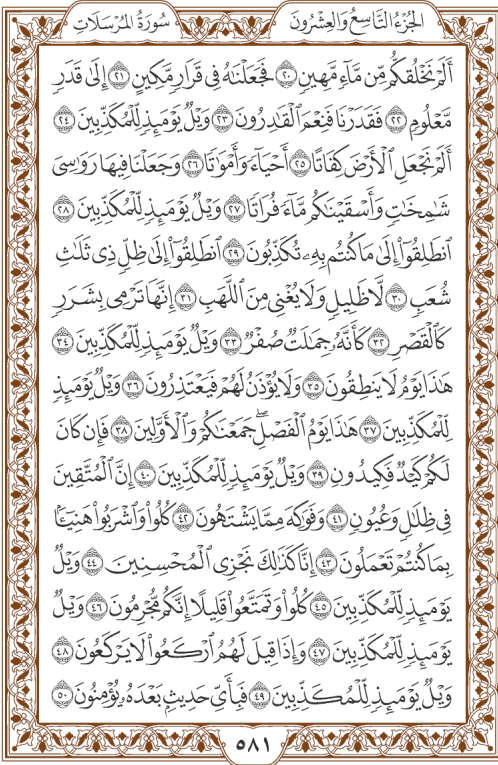 الجُزْءُ التَّاسِعُ وَالعِشْرُونَ
سُورَةُ المُرْسَلَات
أَلَمْ نَخْلُقكُّم مِّن مَّآءٍ مَّهِينٍ ٢٠ فَجَعَلْنَٰهُ فِى قَرَارٍ مَّكِينٍ ٢١ إِلَىٰ قَدَرٍ
مَّعْلُومٍ ٢٢ فَقَدَرْنَا فَنِعْمَ ٱلْقَٰدِرُونَ ٢٣ وَيْلٌ يَوْمَئِذٍ لِّلْمُكَذِّبِينَ ٢٤
أَلَمْ نَجْعَلِ ٱلْأَرْضَ كِفَاتًا ٢٥ أَحْيَآءً وَأَمْوَٰتًا ٢٦ وَجَعَلْنَا فِيهَا رَوَٰسِىَ
شَٰمِخَٰتٍ وَأَسْقَيْنَٰكُم مَّآءً فُرَاتًا ٢٧ وَيْلٌ يَوْمَئِذٍ لِّلْمُكَذِّبِينَ ٢٨
ٱنطَلِقُوٓا۟ إِلَىٰ مَا كُنتُم بِهِۦ تُكَذِّبُونَ ٢٩ ٱنطَلِقُوٓا۟ إِلَىٰ ظِلٍّ ذِى ثَلَٰثِ
شُعَبٍ ٣٠ لَّا ظَلِيلٍ وَلَا يُغْنِى مِنَ ٱللَّهَبِ ٣١ إِنَّهَا تَرْمِى بِشَرَرٍ
كَٱلْقَصْرِ ٣٢ كَأَنَّهُۥ جِمَٰلَتٌ صُفْرٌ ٣٣ وَيْلٌ يَوْمَئِذٍ لِّلْمُكَذِّبِينَ ٣٤
هَٰذَا يَوْمُ لَا يَنطِقُونَ ٣٥ وَلَا يُؤْذَنُ لَهُمْ فَيَعْتَذِرُونَ ٣٦ وَيْلٌ يَوْمَئِذٍ
لِّلْمُكَذِّبِينَ ٣٧ هَٰذَا يَوْمُ ٱلْفَصْلِ ۖ جَمَعْنَٰكُمْ وَٱلْأَوَّلِينَ ٣٨ فَإِن كَانَ
لَكُمْ كَيْدٌ فَكِيدُونِ ٣٩ وَيْلٌ يَوْمَئِذٍ لِّلْمُكَذِّبِينَ ٤٠ إِنَّ ٱلْمُتَّقِينَ
فِى ظِلَٰلٍ وَعُيُونٍ ٤١ وَفَوَٰكِهَ مِمَّا يَشْتَهُونَ ٤٢ كُلُوا۟ وَٱشْرَبُوا۟ هَنِيٓـًٔۢا
بِمَا كُنتُمْ تَعْمَلُونَ ٤٣ إِنَّا كَذَٰلِكَ نَجْزِى ٱلْمُحْسِنِينَ ٤٤ وَيْلٌ
يَوْمَئِذٍ لِّلْمُكَذِّبِينَ ٤٥ كُلُوا۟ وَتَمَتَّعُوا۟ قَلِيلًا إِنَّكُم مُّجْرِمُونَ ٤٦ وَيْلٌ
يَوْمَئِذٍ لِّلْمُكَذِّبِينَ ٤٧ وَإِذَا قِيلَ لَهُمُ ٱرْكَعُوا۟ لَا يَرْكَعُونَ ٤٨
وَيْلٌ يَوْمَئِذٍ لِّلْمُكَذِّبِينَ ٤٩ فَبِأَىِّ حَدِيثٍۭ بَعْدَهُۥ يُؤْمِنُونَ ٥٠
٥٨١